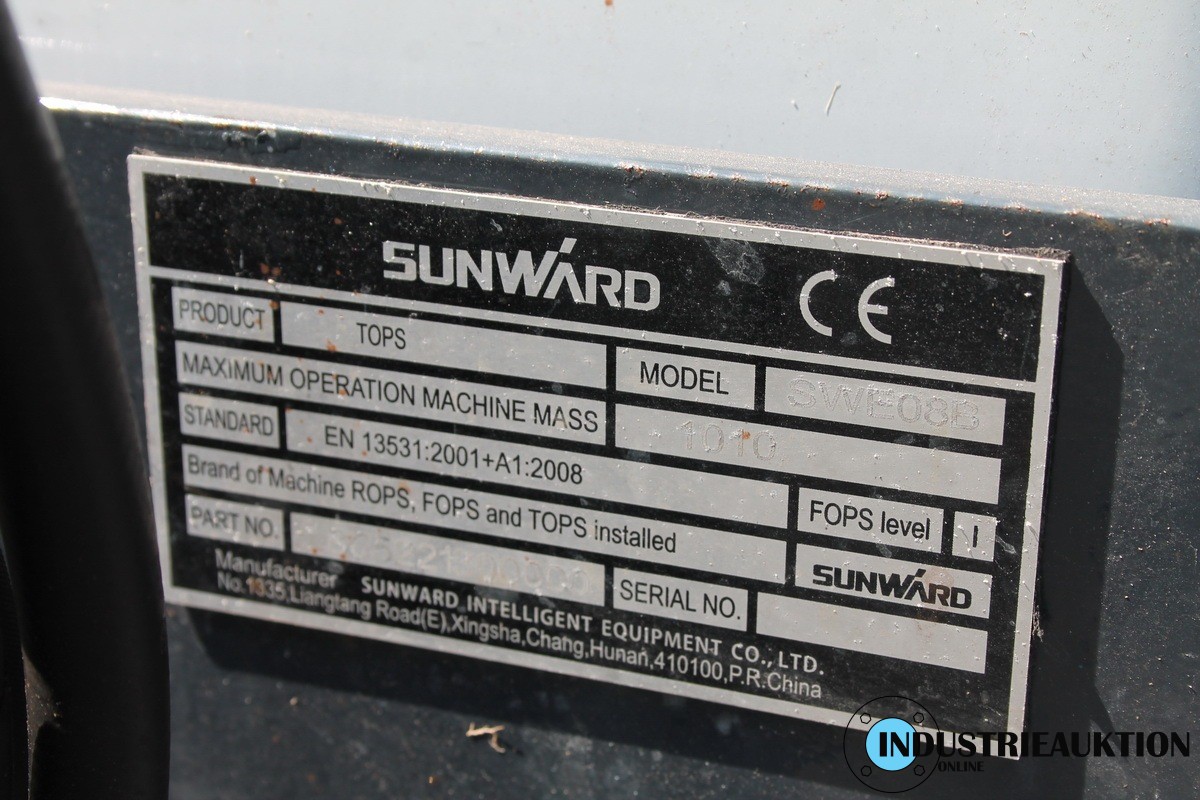 SUNWARD CE
PRODUCT TOPS MODEL SWE08B
MAXIMUM OPERATION MACHINE MASS 1010
STANDARD EN 13531:2001+A1:2008 FOPS level I
Brand of Machine ROPS, FOPS and TOPS installed SUNWARD
PART NO. SERIAL NO.
Manufacturer SUNWARD INTELLIGENT EQUIPMENT CO., LTD.
No.1335,Liangtang Road(E),Xingsha,Chang,Hunan,410100,P.R.China
INDUSTRIEAUKTION
ONLINE